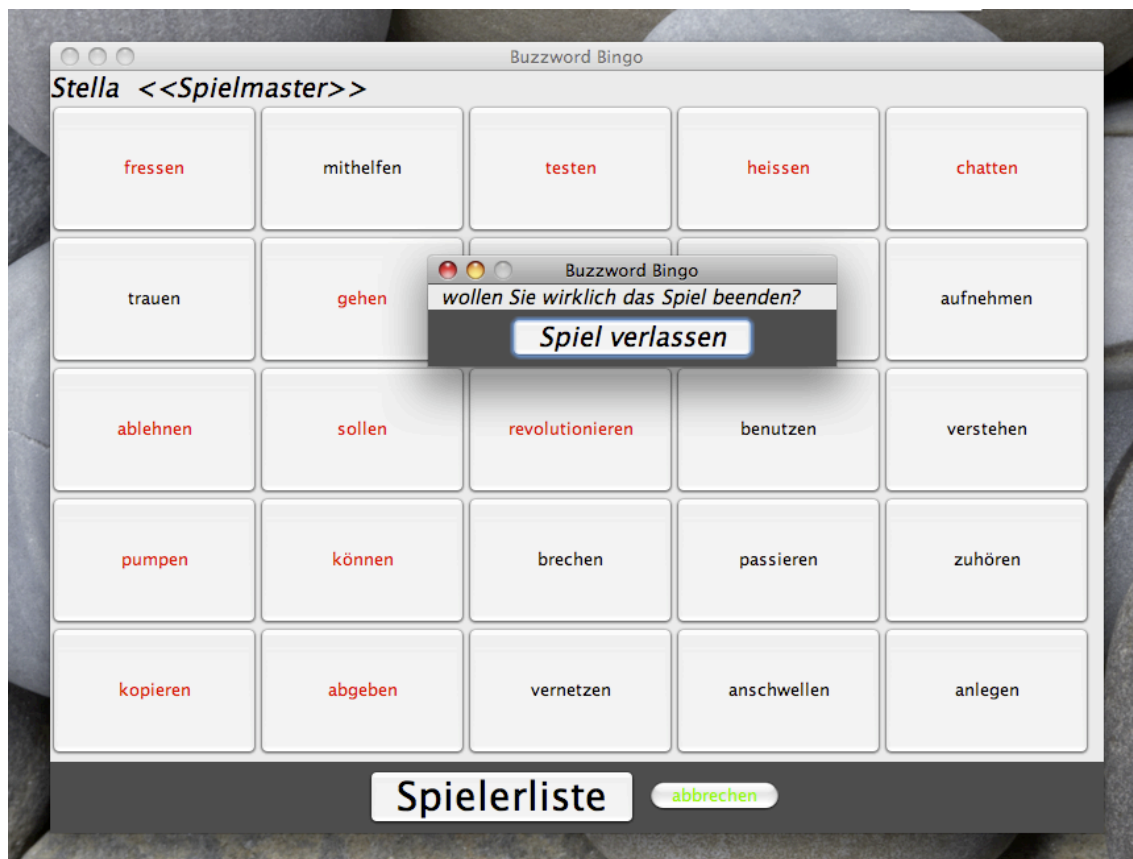 Buzzword Bingo
Stella <<Spielmaster>>
fressen mithelfen testen heissen chatten
trauen gehen aufnehmen
Buzzword Bingo
wollen Sie wirklich das Spiel beenden?
Spiel verlassen
ablehnen sollen revolutionieren benutzen verstehen
pumpen können brechen passieren zuhören
kopieren abgeben vernetzen anschwellen anlegen
Spielerliste abbrechen